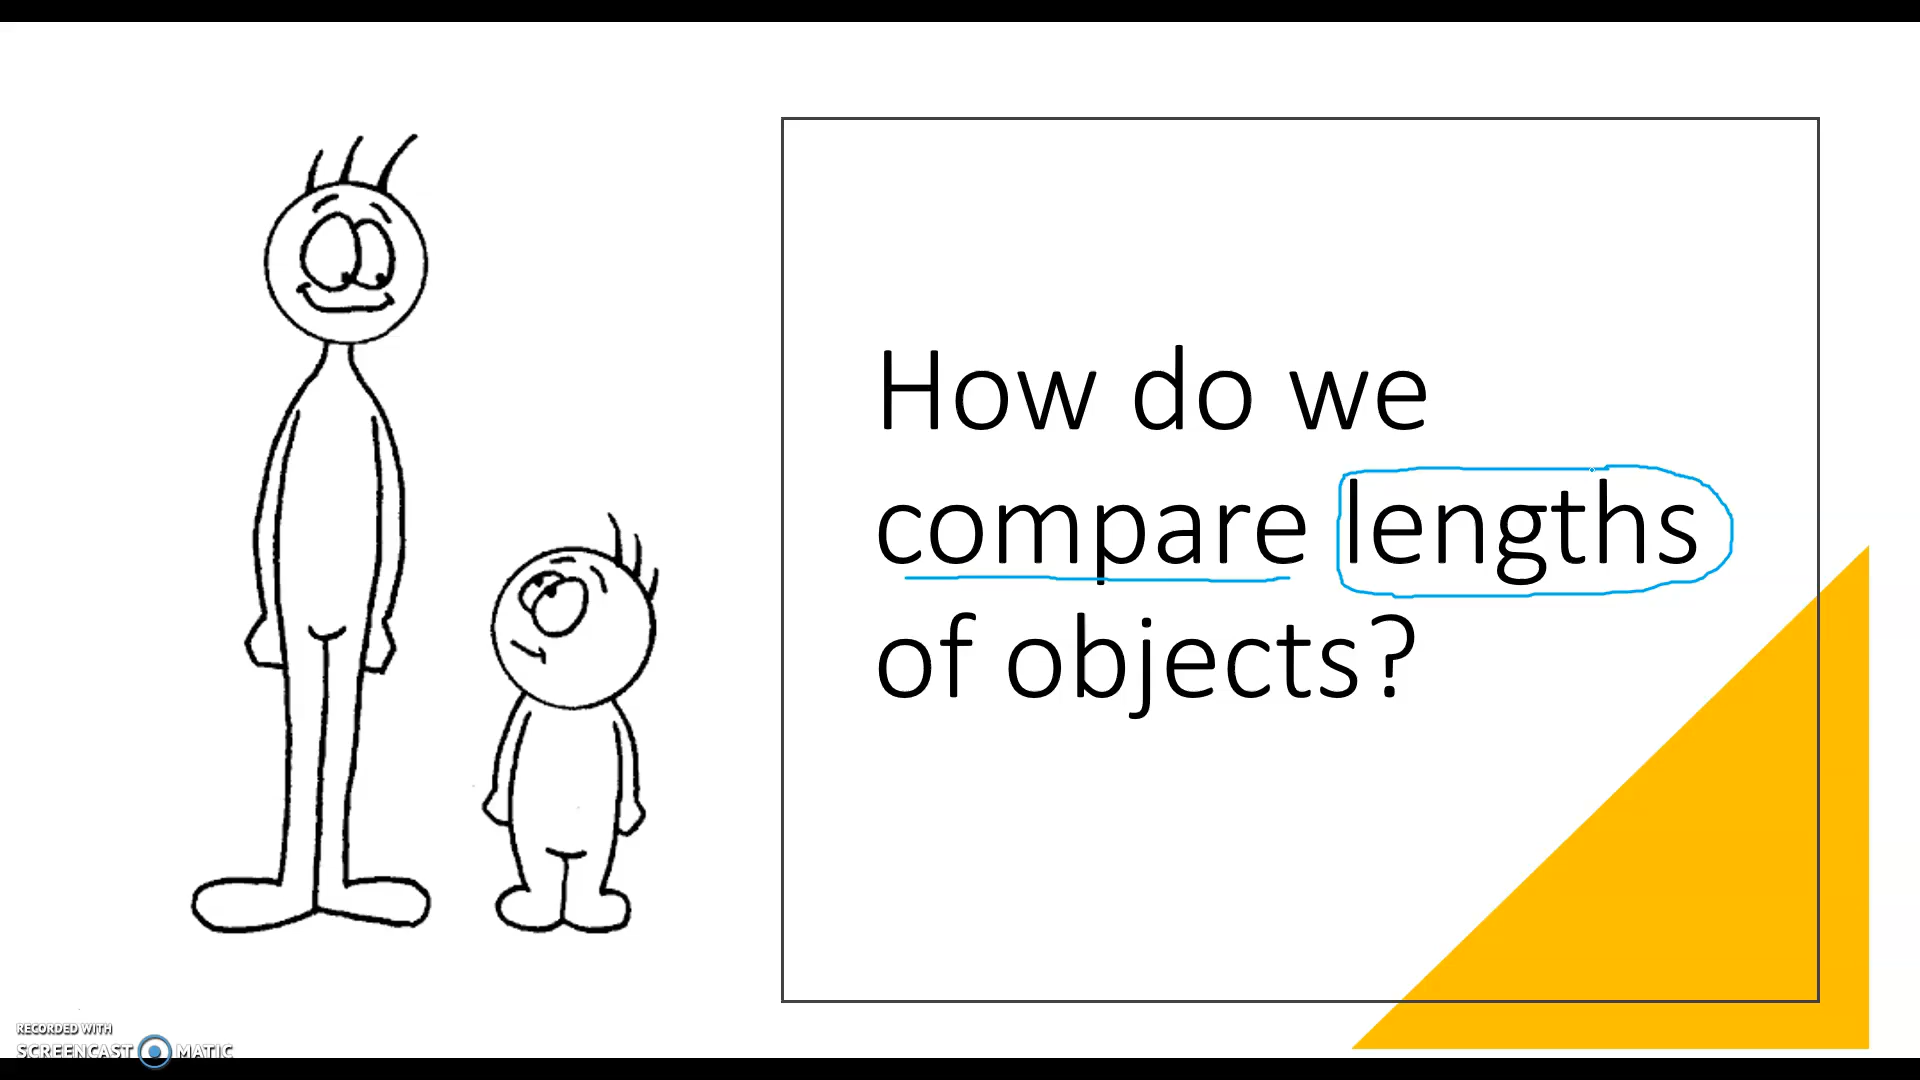 How do we
compare lengths
of objects?
RECORDED WITH
SCREENCAST MATIC